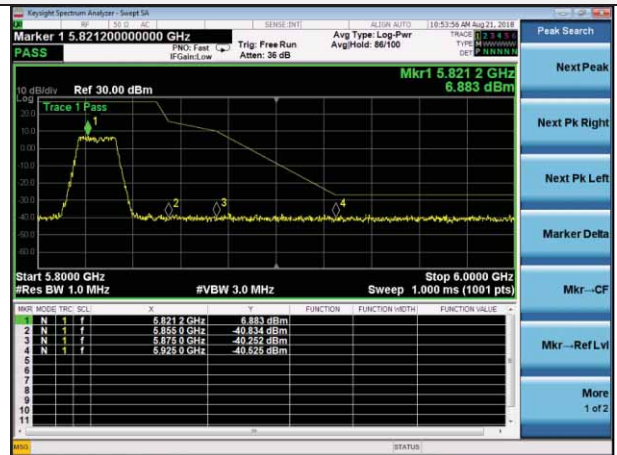 Keysight Spectrum Analyzer - Swept SA
RF 50 Ω AC SENSE:INT ALIGN AUTO 10:53:56 AM Aug 21, 2018
Marker 1 5.821200000000 GHz
PNO: Fast
IFGain:Low
Trig: Free Run
Atten: 36 dB
Avg Type: Log-Pwr
Avg|Hold: 86/100
TRACE 1 2 3 4 5 6
TYPE M W W W W W
DET P N N N N N
PASS
Mkr1 5.821 2 GHz
6.883 dBm
10 dB/div Ref 30.00 dBm
Log
Trace 1 Pass
20.0
10.0
0.00
-10.0
-20.0
-30.0
-40.0
-50.0
-60.0
1
2
3
4
Start 5.8000 GHz Stop 6.0000 GHz
#Res BW 1.0 MHz #VBW 3.0 MHz Sweep 1.000 ms (1001 pts)
MKR MODE TRC SCL X Y FUNCTION FUNCTION WIDTH FUNCTION VALUE
1 N 1 f 5.821 2 GHz 6.883 dBm
2 N 1 f 5.855 0 GHz -40.834 dBm
3 N 1 f 5.875 0 GHz -40.252 dBm
4 N 1 f 5.925 0 GHz -40.525 dBm
5
6
7
8
9
10
11
MSG STATUS
Peak Search
Next Peak
Next Pk Right
Next Pk Left
Marker Delta
Mkr→CF
Mkr→Ref Lvl
More
1 of 2